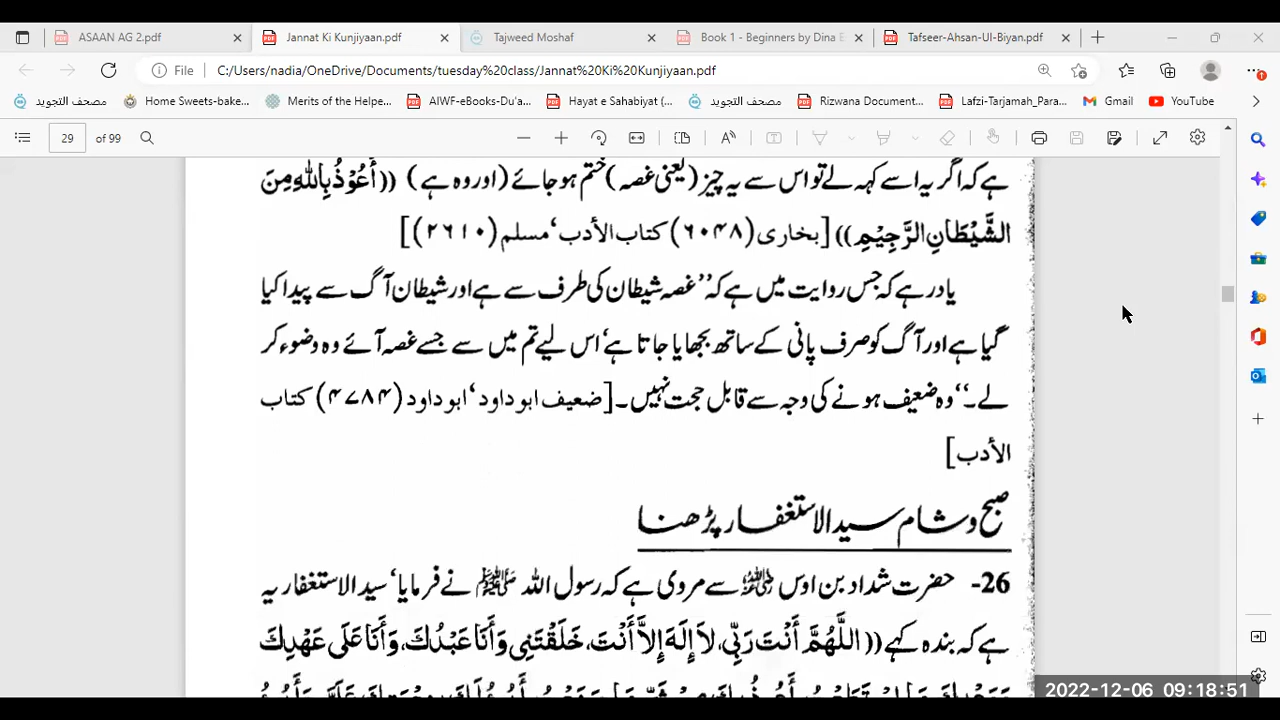 ASAAN AG 2.pdf
Jannat Ki Kunjiyaan.pdf
Tajweed Moshaf
Book 1 - Beginners by Dina E
Tafseer-Ahsan-Ul-Biyan.pdf
File C:/Users/nadia/OneDrive/Documents/tuesday%20class/Jannat%20Ki%20Kunjiyaan.pdf
مصحف التجويد
Home Sweets-bake...
Merits of the Helpe...
AIWF-eBooks-Du'a...
Hayat e Sahabiyat (...
مصحف التجويد
Rizwana Document...
Lafzi-Tarjamah_Para...
Gmail
YouTube
29 of 99
ہے کہ اگر یہ اسے کہہ لے تو اس سے یہ چیز (یعنی غصہ) ختم ہو جائے (اور وہ ہے) ((أَعُوْذُ بِاللّٰهِ مِنَ
الشَّيْطَانِ الرَّجِيْمِ)) [بخاری (٦٠٤٨) کتاب الأدب‘ مسلم (٢٦١٠)]
یاد رہے کہ جس روایت میں ہے کہ ”غصہ شیطان کی طرف سے ہے اور شیطان آگ سے پیدا کیا
گیا ہے اور آگ کو صرف پانی کے ساتھ بجھایا جاتا ہے‘ اس لیے تم میں سے جسے غصہ آئے وہ وضوء کر
لے۔“ وہ ضعیف ہونے کی وجہ سے قابل حجت نہیں۔ [ضعیف ابو داود‘ ابو داود (٤٧٨٤) کتاب
الأدب]
صبح و شام سید الاستغفار پڑھنا
26- حضرت شداد بن اوس رضی اللہ عنہ سے مروی ہے کہ رسول اللہ ﷺ نے فرمایا‘ سید الاستغفار یہ
ہے کہ بندہ کہے ((اللَّهُمَّ أَنْتَ رَبِّي، لاَ إِلَهَ إِلاَّ أَنْتَ، خَلَقْتَنِي وَأَنَا عَبْدُكَ، وَأَنَا عَلَى عَهْدِكَ
2022-12-06 09:18:51